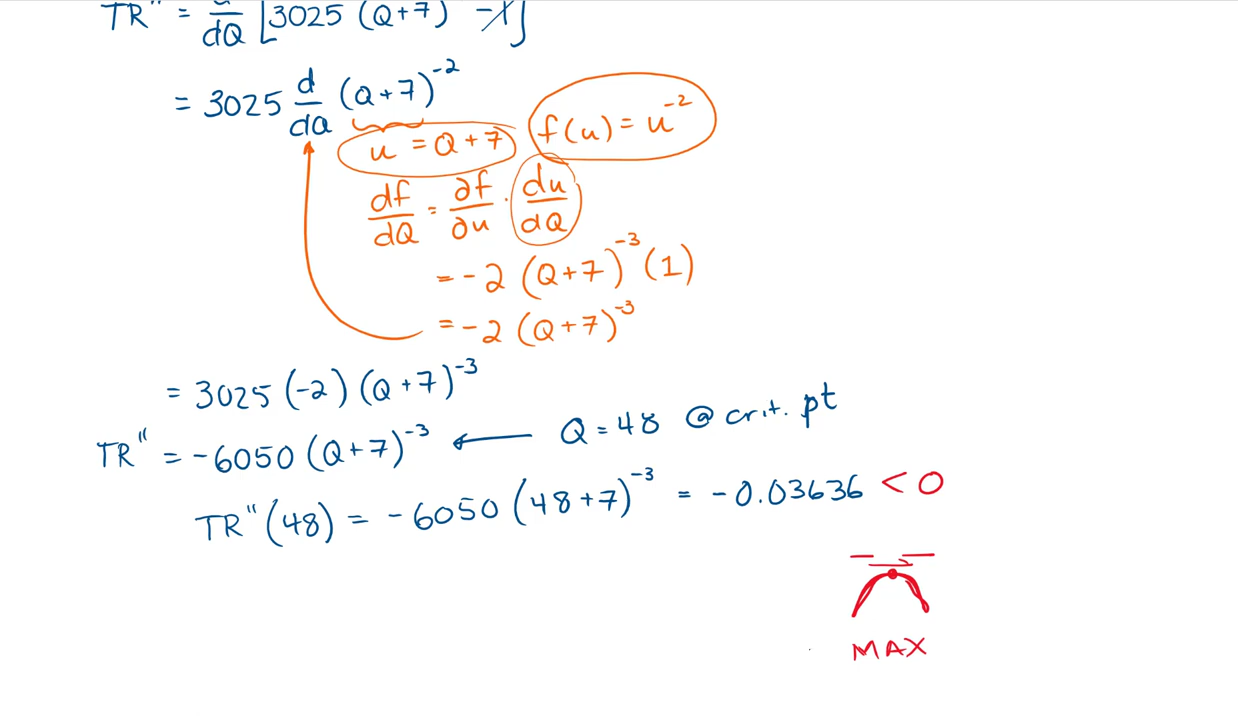 TR'' = d/dQ [3025 (Q+7) -1]
= 3025 d/dQ (Q+7)^-2
u = Q+7 f(u) = u^-2
df/dQ = ∂f/∂u · du/dQ
= -2 (Q+7)^-3 (1)
= -2 (Q+7)^-3
= 3025 (-2) (Q+7)^-3
TR'' = -6050 (Q+7)^-3 ← Q = 48 @ crit. pt
TR''(48) = -6050 (48+7)^-3 = -0.03636 < 0
MAX